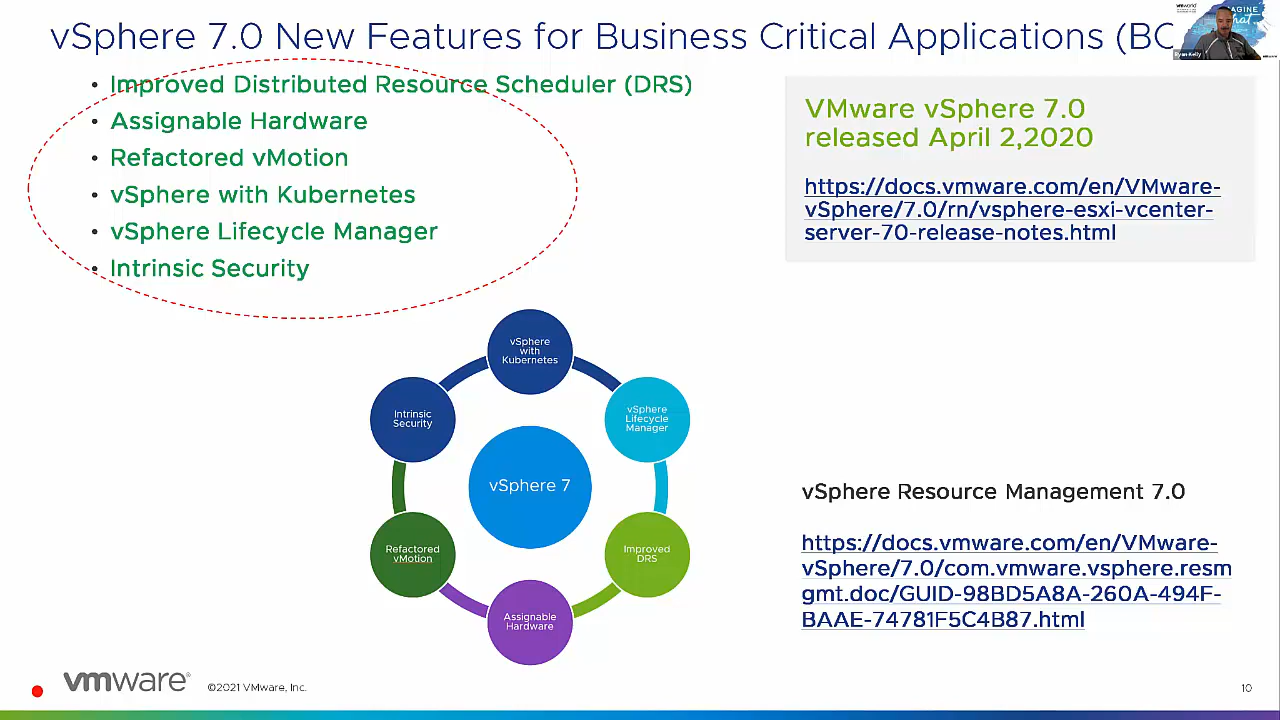 vSphere 7.0 New Features for Business Critical Applications (BC
• Improved Distributed Resource Scheduler (DRS)
• Assignable Hardware
• Refactored vMotion
• vSphere with Kubernetes
• vSphere Lifecycle Manager
• Intrinsic Security
VMware vSphere 7.0
released April 2,2020
https://docs.vmware.com/en/VMware-
vSphere/7.0/rn/vsphere-esxi-vcenter-
server-70-release-notes.html
vSphere
with
Kubernetes
Intrinsic
Security
vSphere
Lifecycle
Manager
vSphere 7
Refactored
vMotion
Improved
DRS
Assignable
Hardware
vSphere Resource Management 7.0
https://docs.vmware.com/en/VMware-
vSphere/7.0/com.vmware.vsphere.resm
gmt.doc/GUID-98BD5A8A-260A-494F-
BAAE-74781F5C4B87.html
vmware®
©2021 VMware, Inc.
10
Ryan Kelly